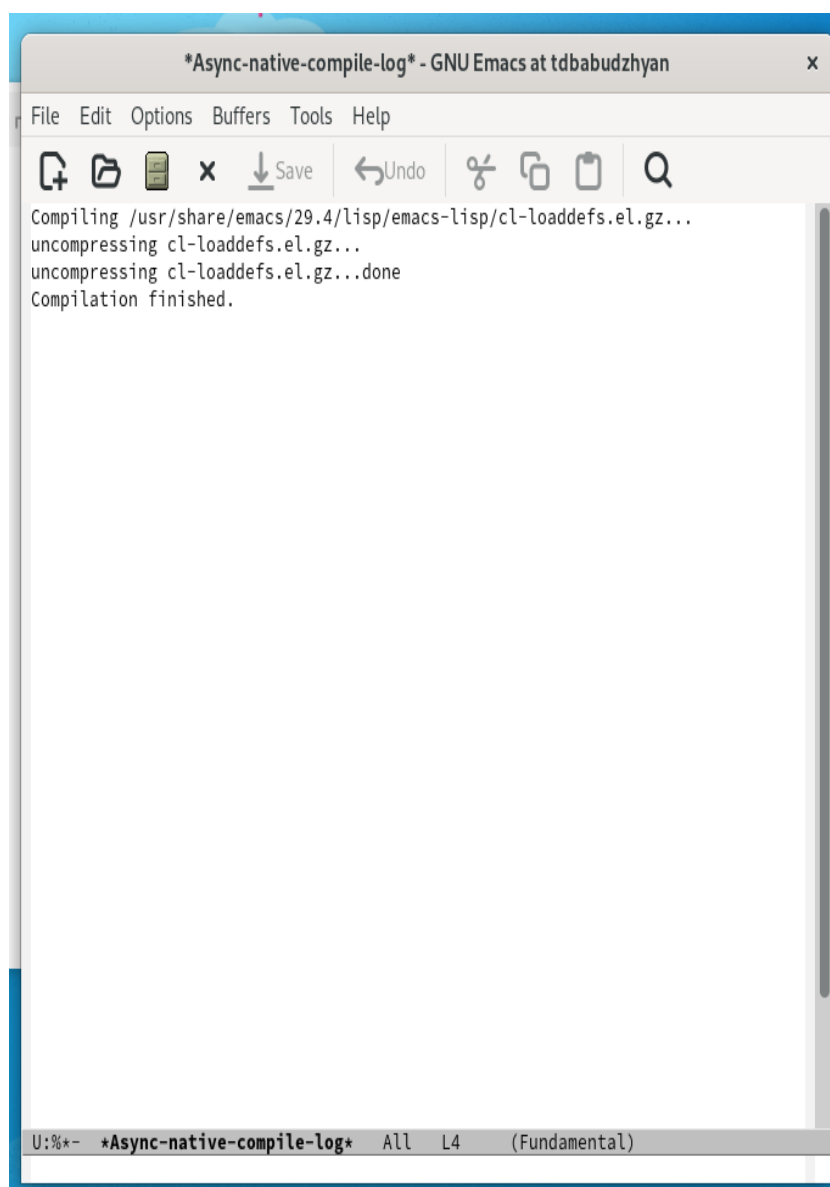 *Async-native-compile-log* - GNU Emacs at tdbabudzhyan
File Edit Options Buffers Tools Help
Save Undo
Compiling /usr/share/emacs/29.4/lisp/emacs-lisp/cl-loaddefs.el.gz...
uncompressing cl-loaddefs.el.gz...
uncompressing cl-loaddefs.el.gz...done
Compilation finished.
U:%*- *Async-native-compile-log* All L4 (Fundamental)